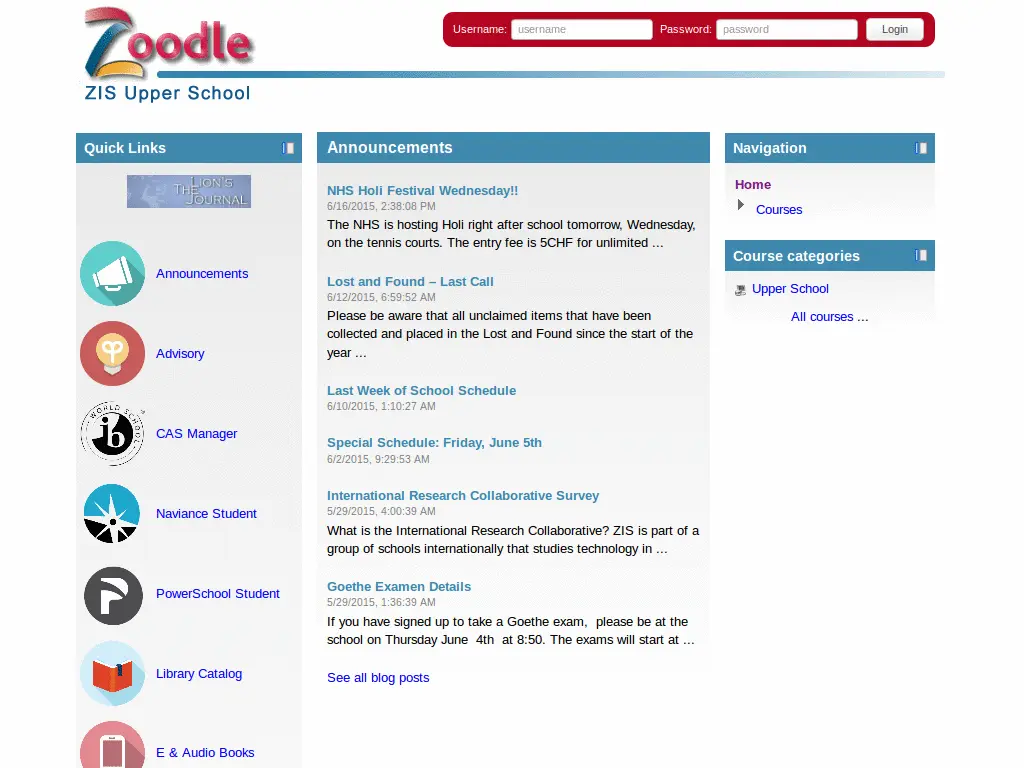 Zoodle
ZIS Upper School
Username: username Password: password Login
Quick Links
LION'S
THE JOURNAL
Announcements
Advisory
WORLD SCHOOL
ib
CAS Manager
Naviance Student
PowerSchool Student
Library Catalog
E & Audio Books
Announcements
NHS Holi Festival Wednesday!!
6/16/2015, 2:38:08 PM
The NHS is hosting Holi right after school tomorrow, Wednesday,
on the tennis courts. The entry fee is 5CHF for unlimited …
Lost and Found – Last Call
6/12/2015, 6:59:52 AM
Please be aware that all unclaimed items that have been
collected and placed in the Lost and Found since the start of the
year …
Last Week of School Schedule
6/10/2015, 1:10:27 AM
Special Schedule: Friday, June 5th
6/2/2015, 9:29:53 AM
International Research Collaborative Survey
5/29/2015, 4:00:39 AM
What is the International Research Collaborative? ZIS is part of a
group of schools internationally that studies technology in …
Goethe Examen Details
5/29/2015, 1:36:39 AM
If you have signed up to take a Goethe exam,  please be at the
school on Thursday June  4th  at 8:50. The exams will start at …
See all blog posts
Navigation
Home
Courses
Course categories
Upper School
All courses ...